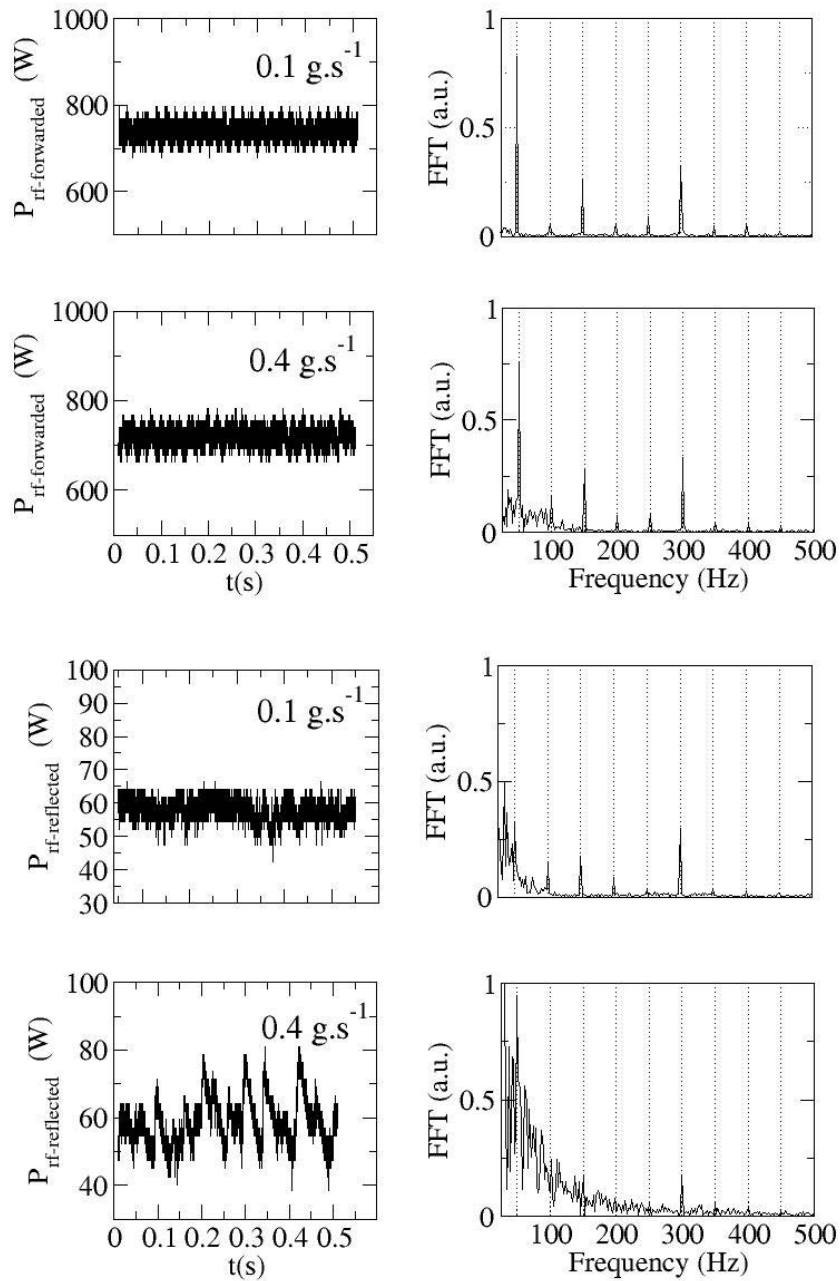 1000
800
600
P_rf-forwarded (W)
0.1 g.s^-1
1
0.5
0
FFT (a.u.)
1000
800
600
P_rf-forwarded (W)
0.4 g.s^-1
0 0.1 0.2 0.3 0.4 0.5
t(s)
1
0.5
0
FFT (a.u.)
100 200 300 400 500
Frequency (Hz)
100
90
80
70
60
50
40
30
P_rf-reflected (W)
0.1 g.s^-1
1
0.5
0
FFT (a.u.)
100
80
60
40
P_rf-reflected (W)
0.4 g.s^-1
0 0.1 0.2 0.3 0.4 0.5
t(s)
1
0.5
0
FFT (a.u.)
100 200 300 400 500
Frequency (Hz)